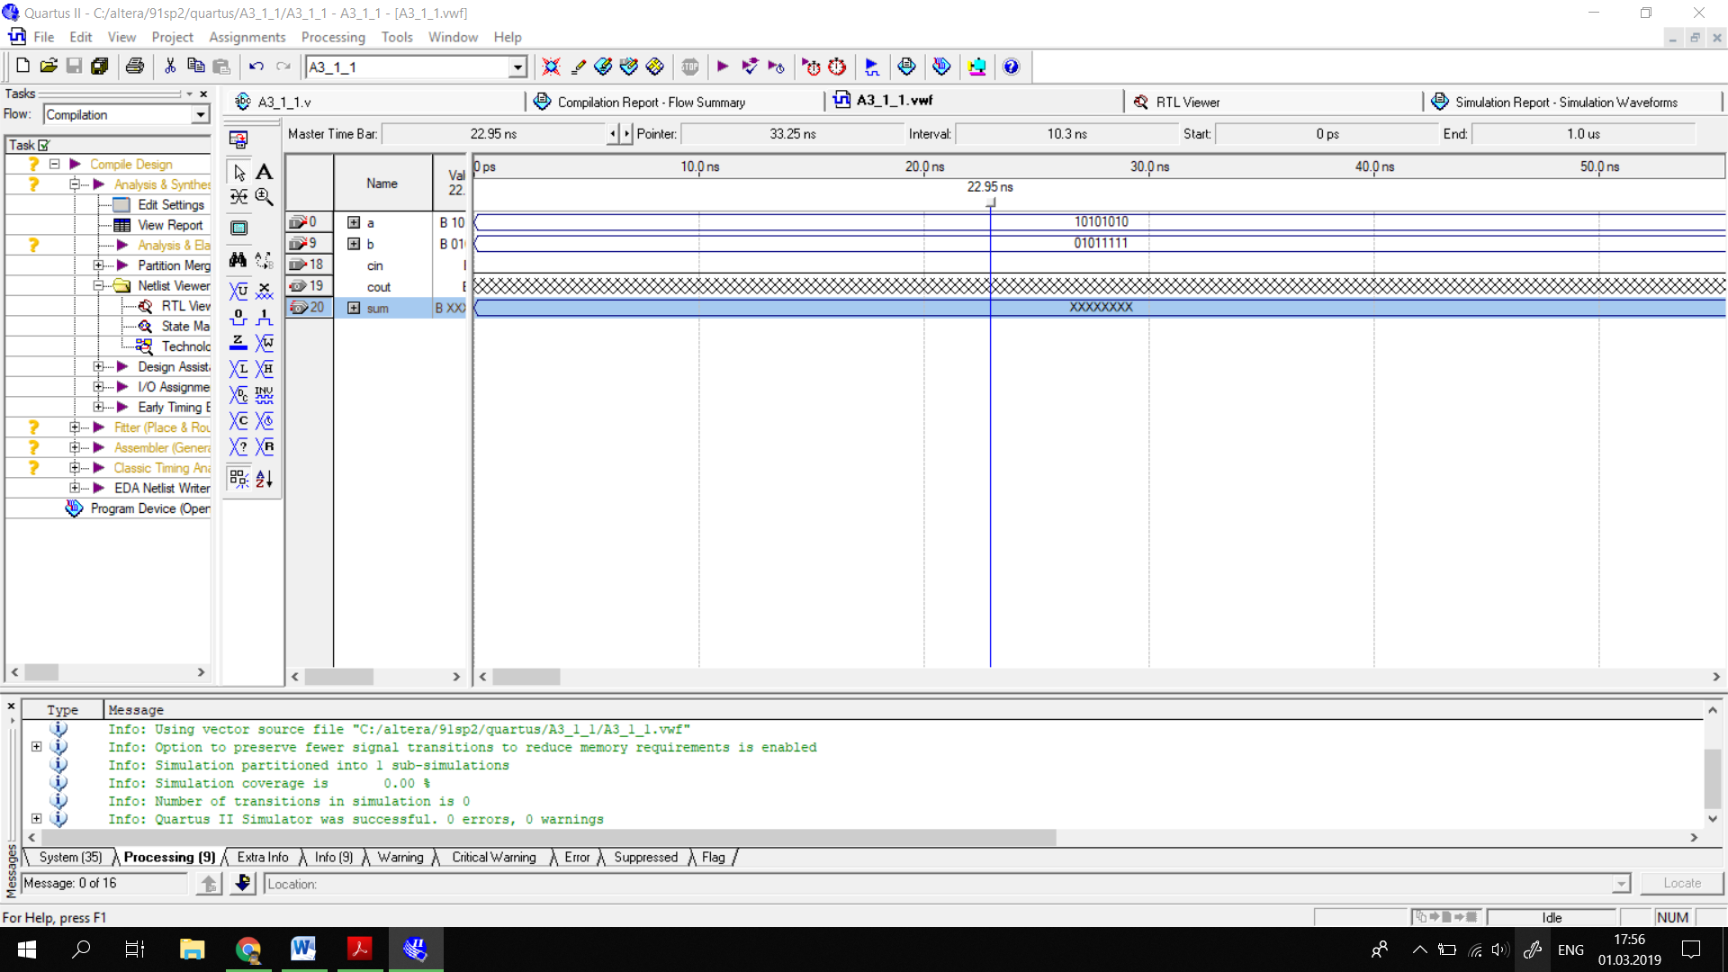 Quartus II - C:/altera/91sp2/quartus/A3_1_1/A3_1_1 - A3_1_1 - [A3_1_1.vwf]
File Edit View Project Assignments Processing Tools Window Help
A3_1_1
Tasks
Flow: Compilation
Task
Compile Design
Analysis & Synthes
Edit Settings
View Report
Analysis & Ela
Partition Merg
Netlist Viewer
RTL View
State Ma
Technolo
Design Assista
I/O Assignme
Early Timing E
Fitter (Place & Rou
Assembler (Genera
Classic Timing Ana
EDA Netlist Writer
Program Device (Open
A3_1_1.v
Compilation Report - Flow Summary
A3_1_1.vwf
RTL Viewer
Simulation Report - Simulation Waveforms
Master Time Bar: 22.95 ns Pointer: 33.25 ns Interval: 10.3 ns Start: 0 ps End: 1.0 us
Name Val 22.
0 ps 10.0 ns 20.0 ns 30.0 ns 40.0 ns 50.0 ns
22.95 ns
0 a B 10 10101010
9 b B 01 01011111
18 cin
19 cout
20 sum B XXX XXXXXXXX
Type Message
Info: Using vector source file "C:/altera/91sp2/quartus/A3_1_1/A3_1_1.vwf"
Info: Option to preserve fewer signal transitions to reduce memory requirements is enabled
Info: Simulation partitioned into 1 sub-simulations
Info: Simulation coverage is 0.00 %
Info: Number of transitions in simulation is 0
Info: Quartus II Simulator was successful. 0 errors, 0 warnings
System (35) Processing (9) Extra Info Info (9) Warning Critical Warning Error Suppressed Flag
Messages
Message: 0 of 16 Location: Locate
For Help, press F1 Idle NUM
ENG 17:56
01.03.2019